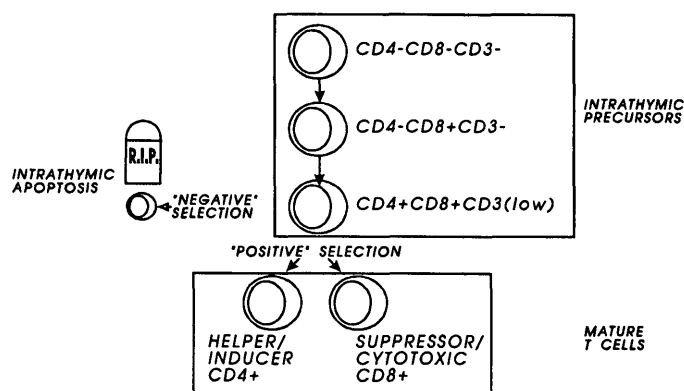 CD4-CD8-CD3-
CD4-CD8+CD3-
CD4+CD8+CD3(low)
INTRATHYMIC
PRECURSORS
R.I.P.
INTRATHYMIC
APOPTOSIS
"NEGATIVE"
SELECTION
"POSITIVE" SELECTION
HELPER/
INDUCER
CD4+
SUPPRESSOR/
CYTOTOXIC
CD8+
MATURE
T CELLS